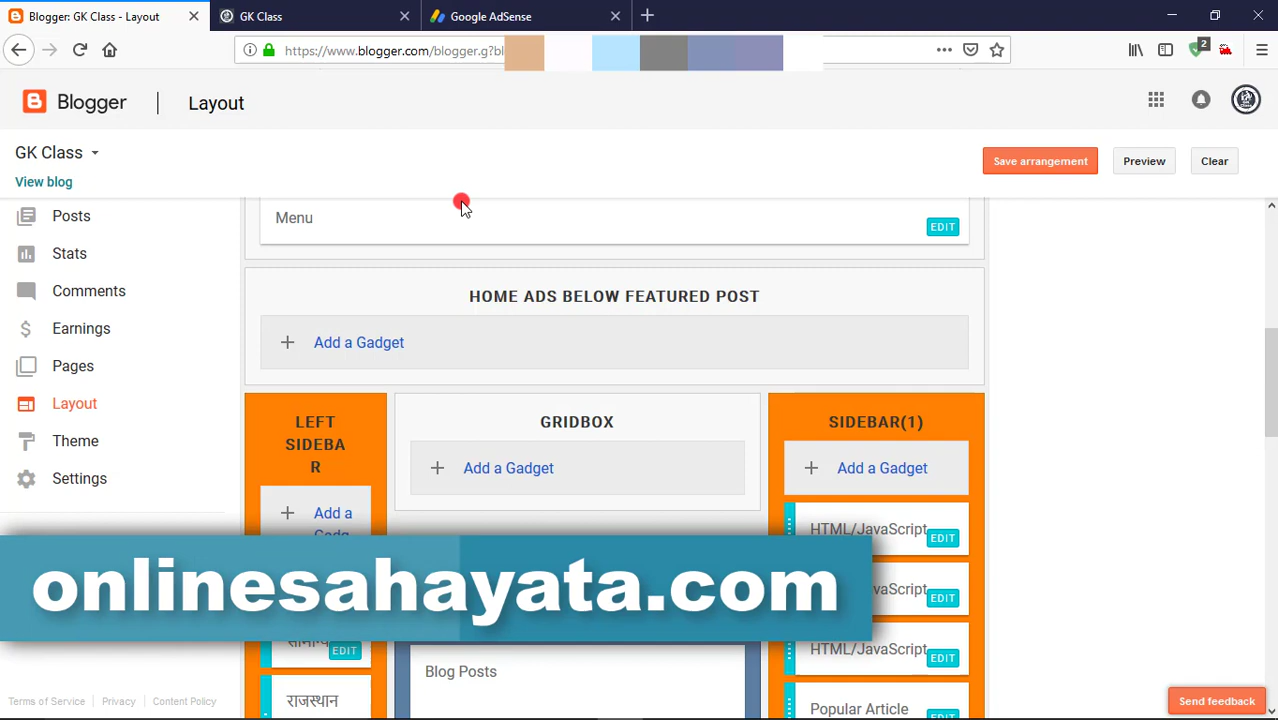 Blogger: GK Class - Layout
GK Class
Google AdSense
https://www.blogger.com/blogger.g?bl
2
Blogger
Layout
GK Class
View blog
Save arrangement
Preview
Clear
Posts
Stats
Comments
Earnings
Pages
Layout
Theme
Settings
Menu
EDIT
HOME ADS BELOW FEATURED POST
Add a Gadget
LEFT
SIDEBA
R
Add a
GRIDBOX
Add a Gadget
SIDEBAR(1)
Add a Gadget
HTML/JavaScript
EDIT
vaScript
EDIT
HTML/JavaScript
EDIT
Popular Article
onlinesahayata.com
EDIT
राजस्थान
Blog Posts
Terms of Service
Privacy
Content Policy
Send feedback